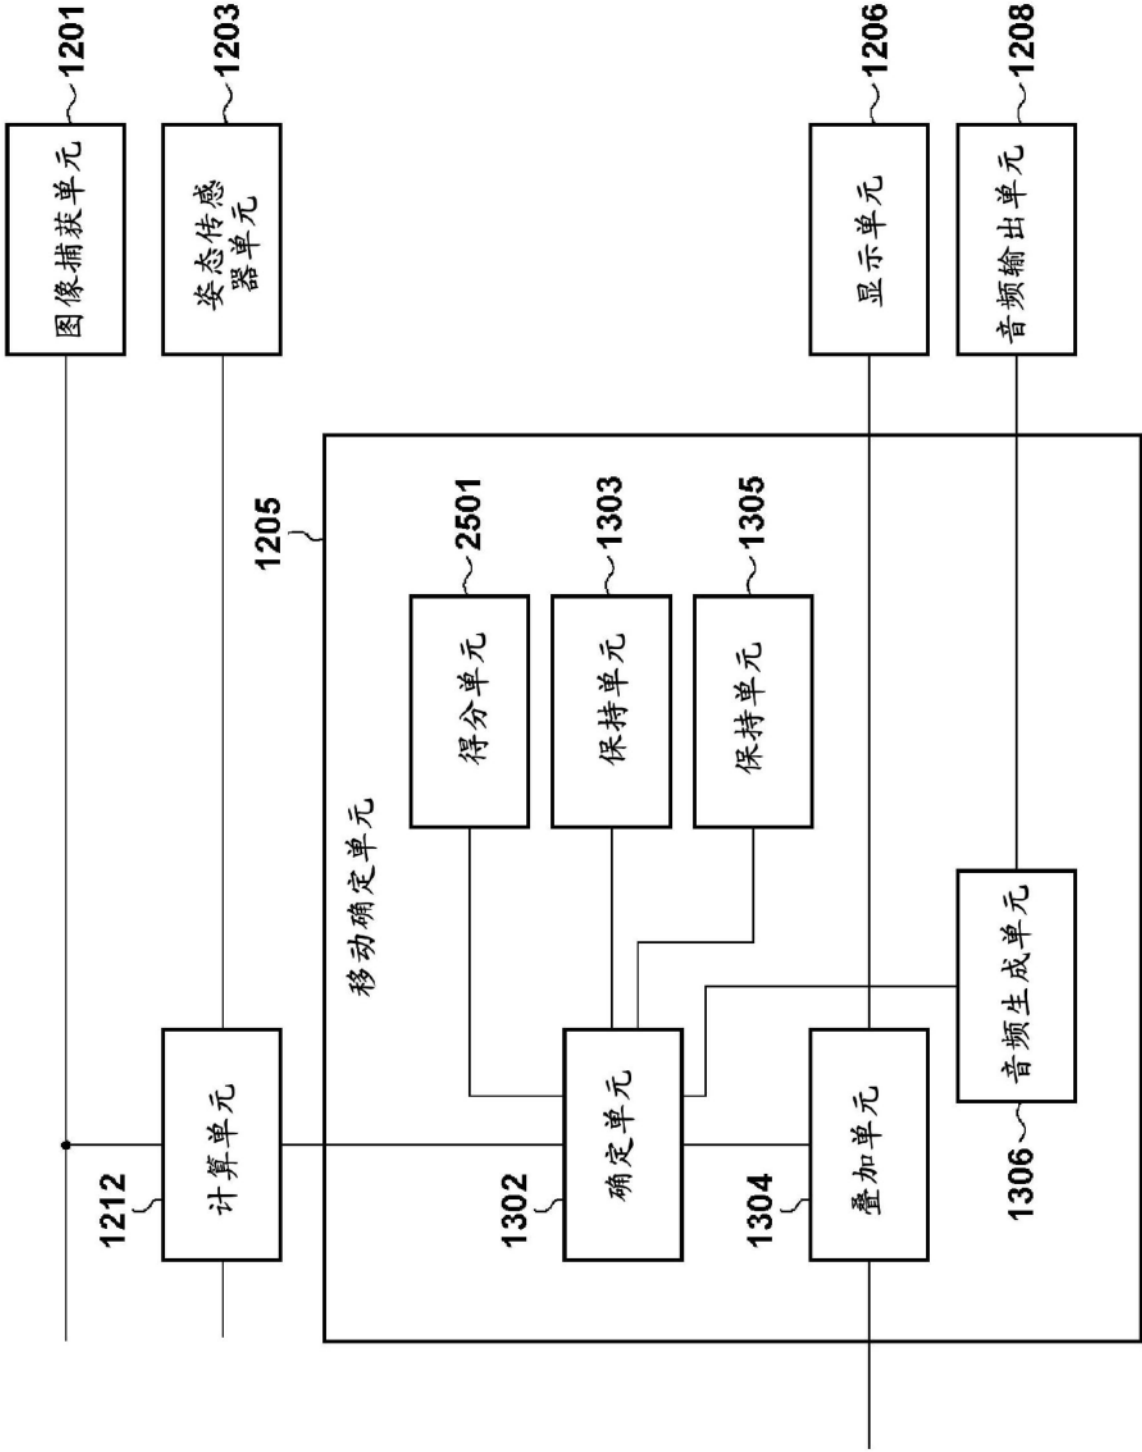 图像捕获单元
1201
1212
计算单元
姿态传感
器单元
1203
1205
移动确定单元
得分单元
2501
1302
确定单元
保持单元
1303
保持单元
1305
1304
叠加单元
显示单元
1206
音频生成单元
1306
音频输出单元
1208